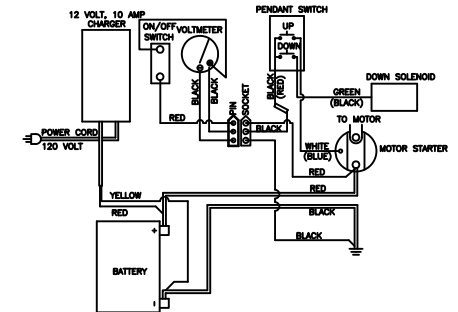 12 VOLT, 10 AMP
CHARGER
ON/OFF
SWITCH
VOLTMETER
PENDANT SWITCH
UP
DOWN
BLACK
BLACK
BLACK
(RED)
GREEN
(BLACK)
DOWN SOLENOID
PIN
SOCKET
RED
BLACK
TO MOTOR
POWER CORD
120 VOLT
WHITE
(BLUE)
MOTOR STARTER
RED
YELLOW
RED
RED
BLACK
BLACK
+
BATTERY
-